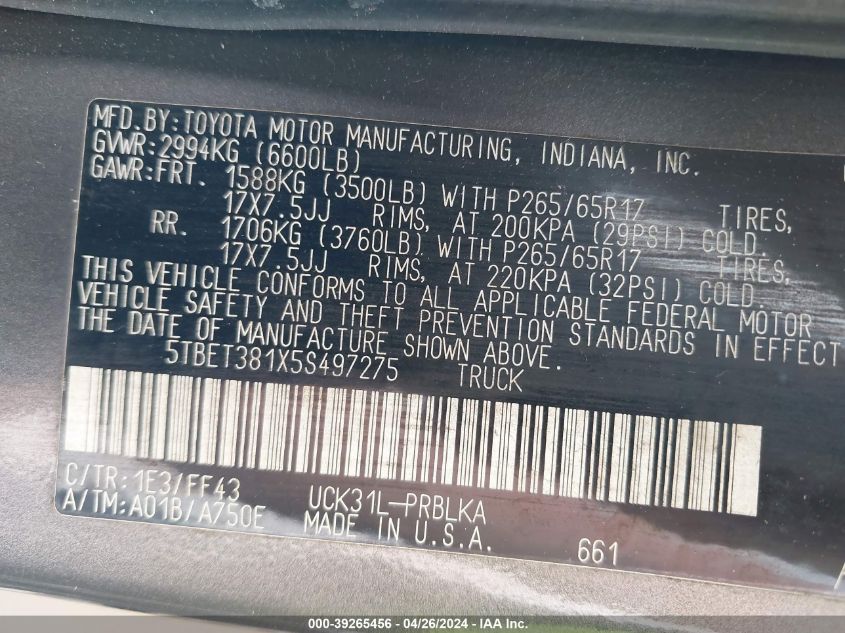 MFD.BY:TOYOTA MOTOR MANUFACTURING, INDIANA, INC.
GVWR:2994KG (6600LB)
GAWR:FRT. 1588KG (3500LB) WITH P265/65R17 TIRES,
17X7.5JJ RIMS, AT 200KPA (29PSI) COLD.
RR. 1706KG (3760LB) WITH P265/65R17 TIRES,
17X7.5JJ RIMS, AT 220KPA (32PSI) COLD.
THIS VEHICLE CONFORMS TO ALL APPLICABLE FEDERAL MOTOR
VEHICLE SAFETY AND THEFT PREVENTION STANDARDS IN EFFECT
THE DATE OF MANUFACTURE SHOWN ABOVE.
5TBET381X5S497275 TRUCK
C/TR:1E3/FF43 UCK31L-PRBLKA
A/TM:A01B/A750E MADE IN U.S.A. 661
000-39265456 - 04/26/2024 - IAA Inc.